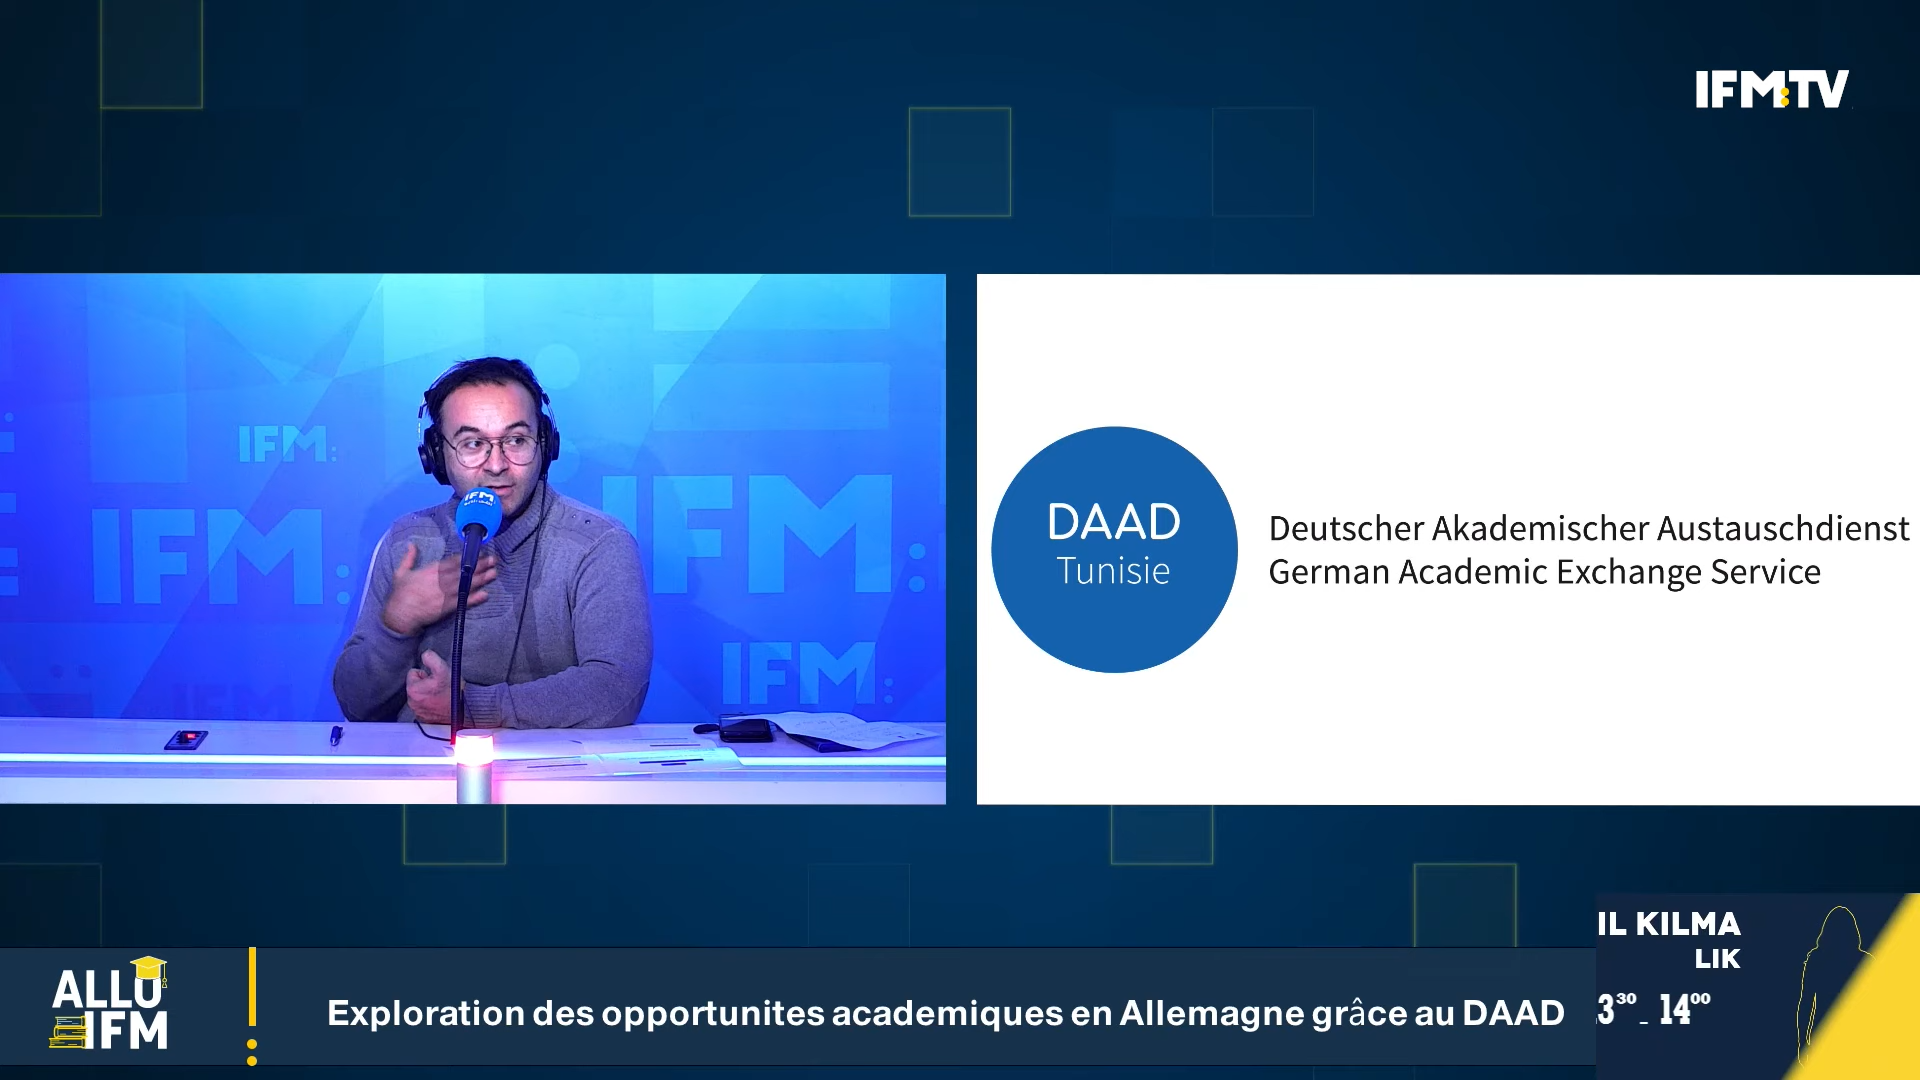 IFM:TV
IFM:
IFM:
IFM:
IFM:
IFM
DAAD
Tunisie
Deutscher Akademischer Austauschdienst
German Academic Exchange Service
ALLO
IFM
Exploration des opportunites academiques en Allemagne grâce au DAAD
IL KILMA
LIK
3³⁰ - 14⁰⁰